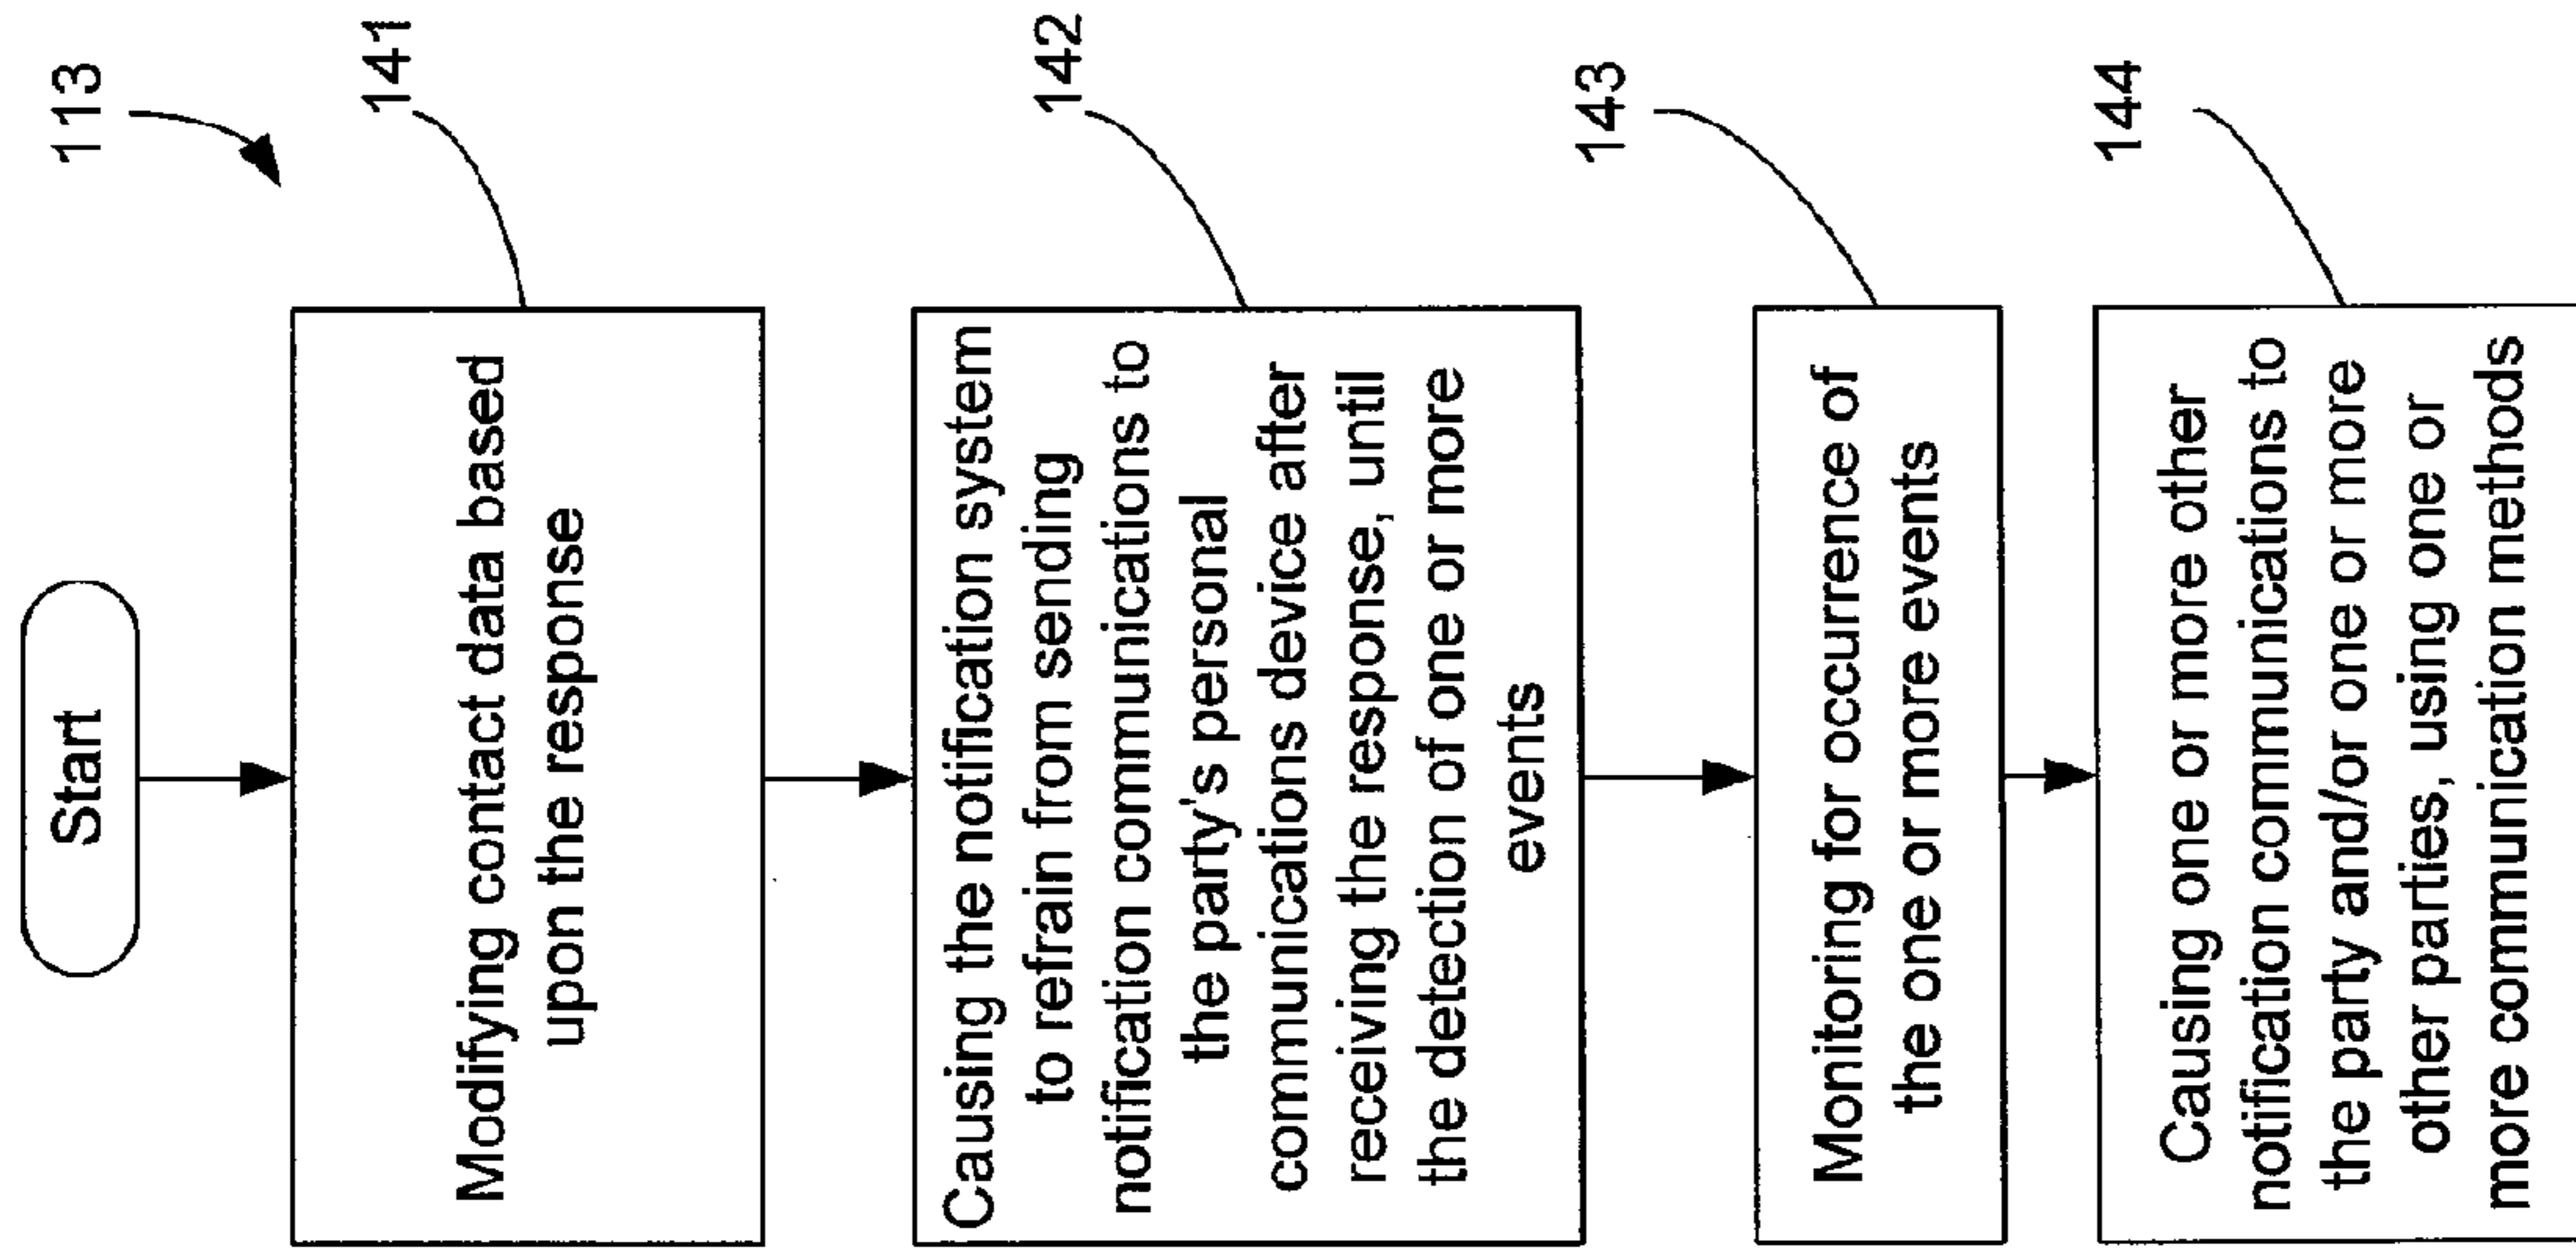 113
Start
141
Modifying contact data based
upon the response
142
Causing the notification system
to refrain from sending
notification communications to
the party's personal
communications device after
receiving the response, until
the detection of one or more
events
143
Monitoring for occurrence of
the one or more events
144
Causing one or more other
notification communications to
the party and/or one or more
other parties, using one or
more communication methods